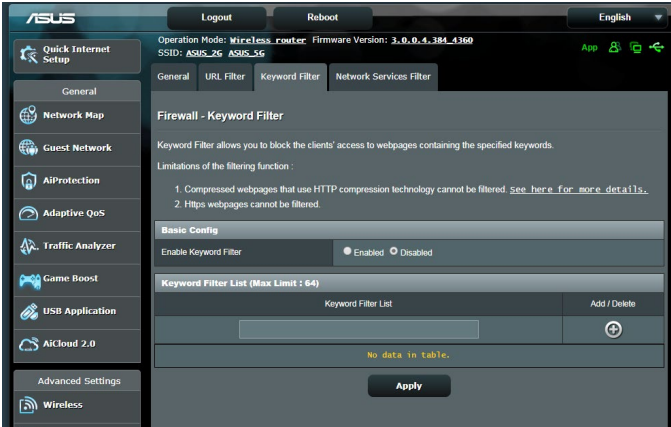 ASUS
Logout
Reboot
English
Quick Internet
Setup
Operation Mode: Wireless router Firmware Version: 3.0.0.4.384_4360
SSID: ASUS_2G ASUS_5G
App
General
URL Filter
Keyword Filter
Network Services Filter
General
Network Map
Guest Network
AiProtection
Adaptive QoS
Traffic Analyzer
Game Boost
USB Application
AiCloud 2.0
Advanced Settings
Wireless
Firewall - Keyword Filter
Keyword Filter allows you to block the clients' access to webpages containing the specified keywords.
Limitations of the filtering function :
1. Compressed webpages that use HTTP compression technology cannot be filtered. See here for more details.
2. Https webpages cannot be filtered.
Basic Config
Enable Keyword Filter
Enabled
Disabled
Keyword Filter List (Max Limit : 64)
Keyword Filter List
Add / Delete
No data in table.
Apply